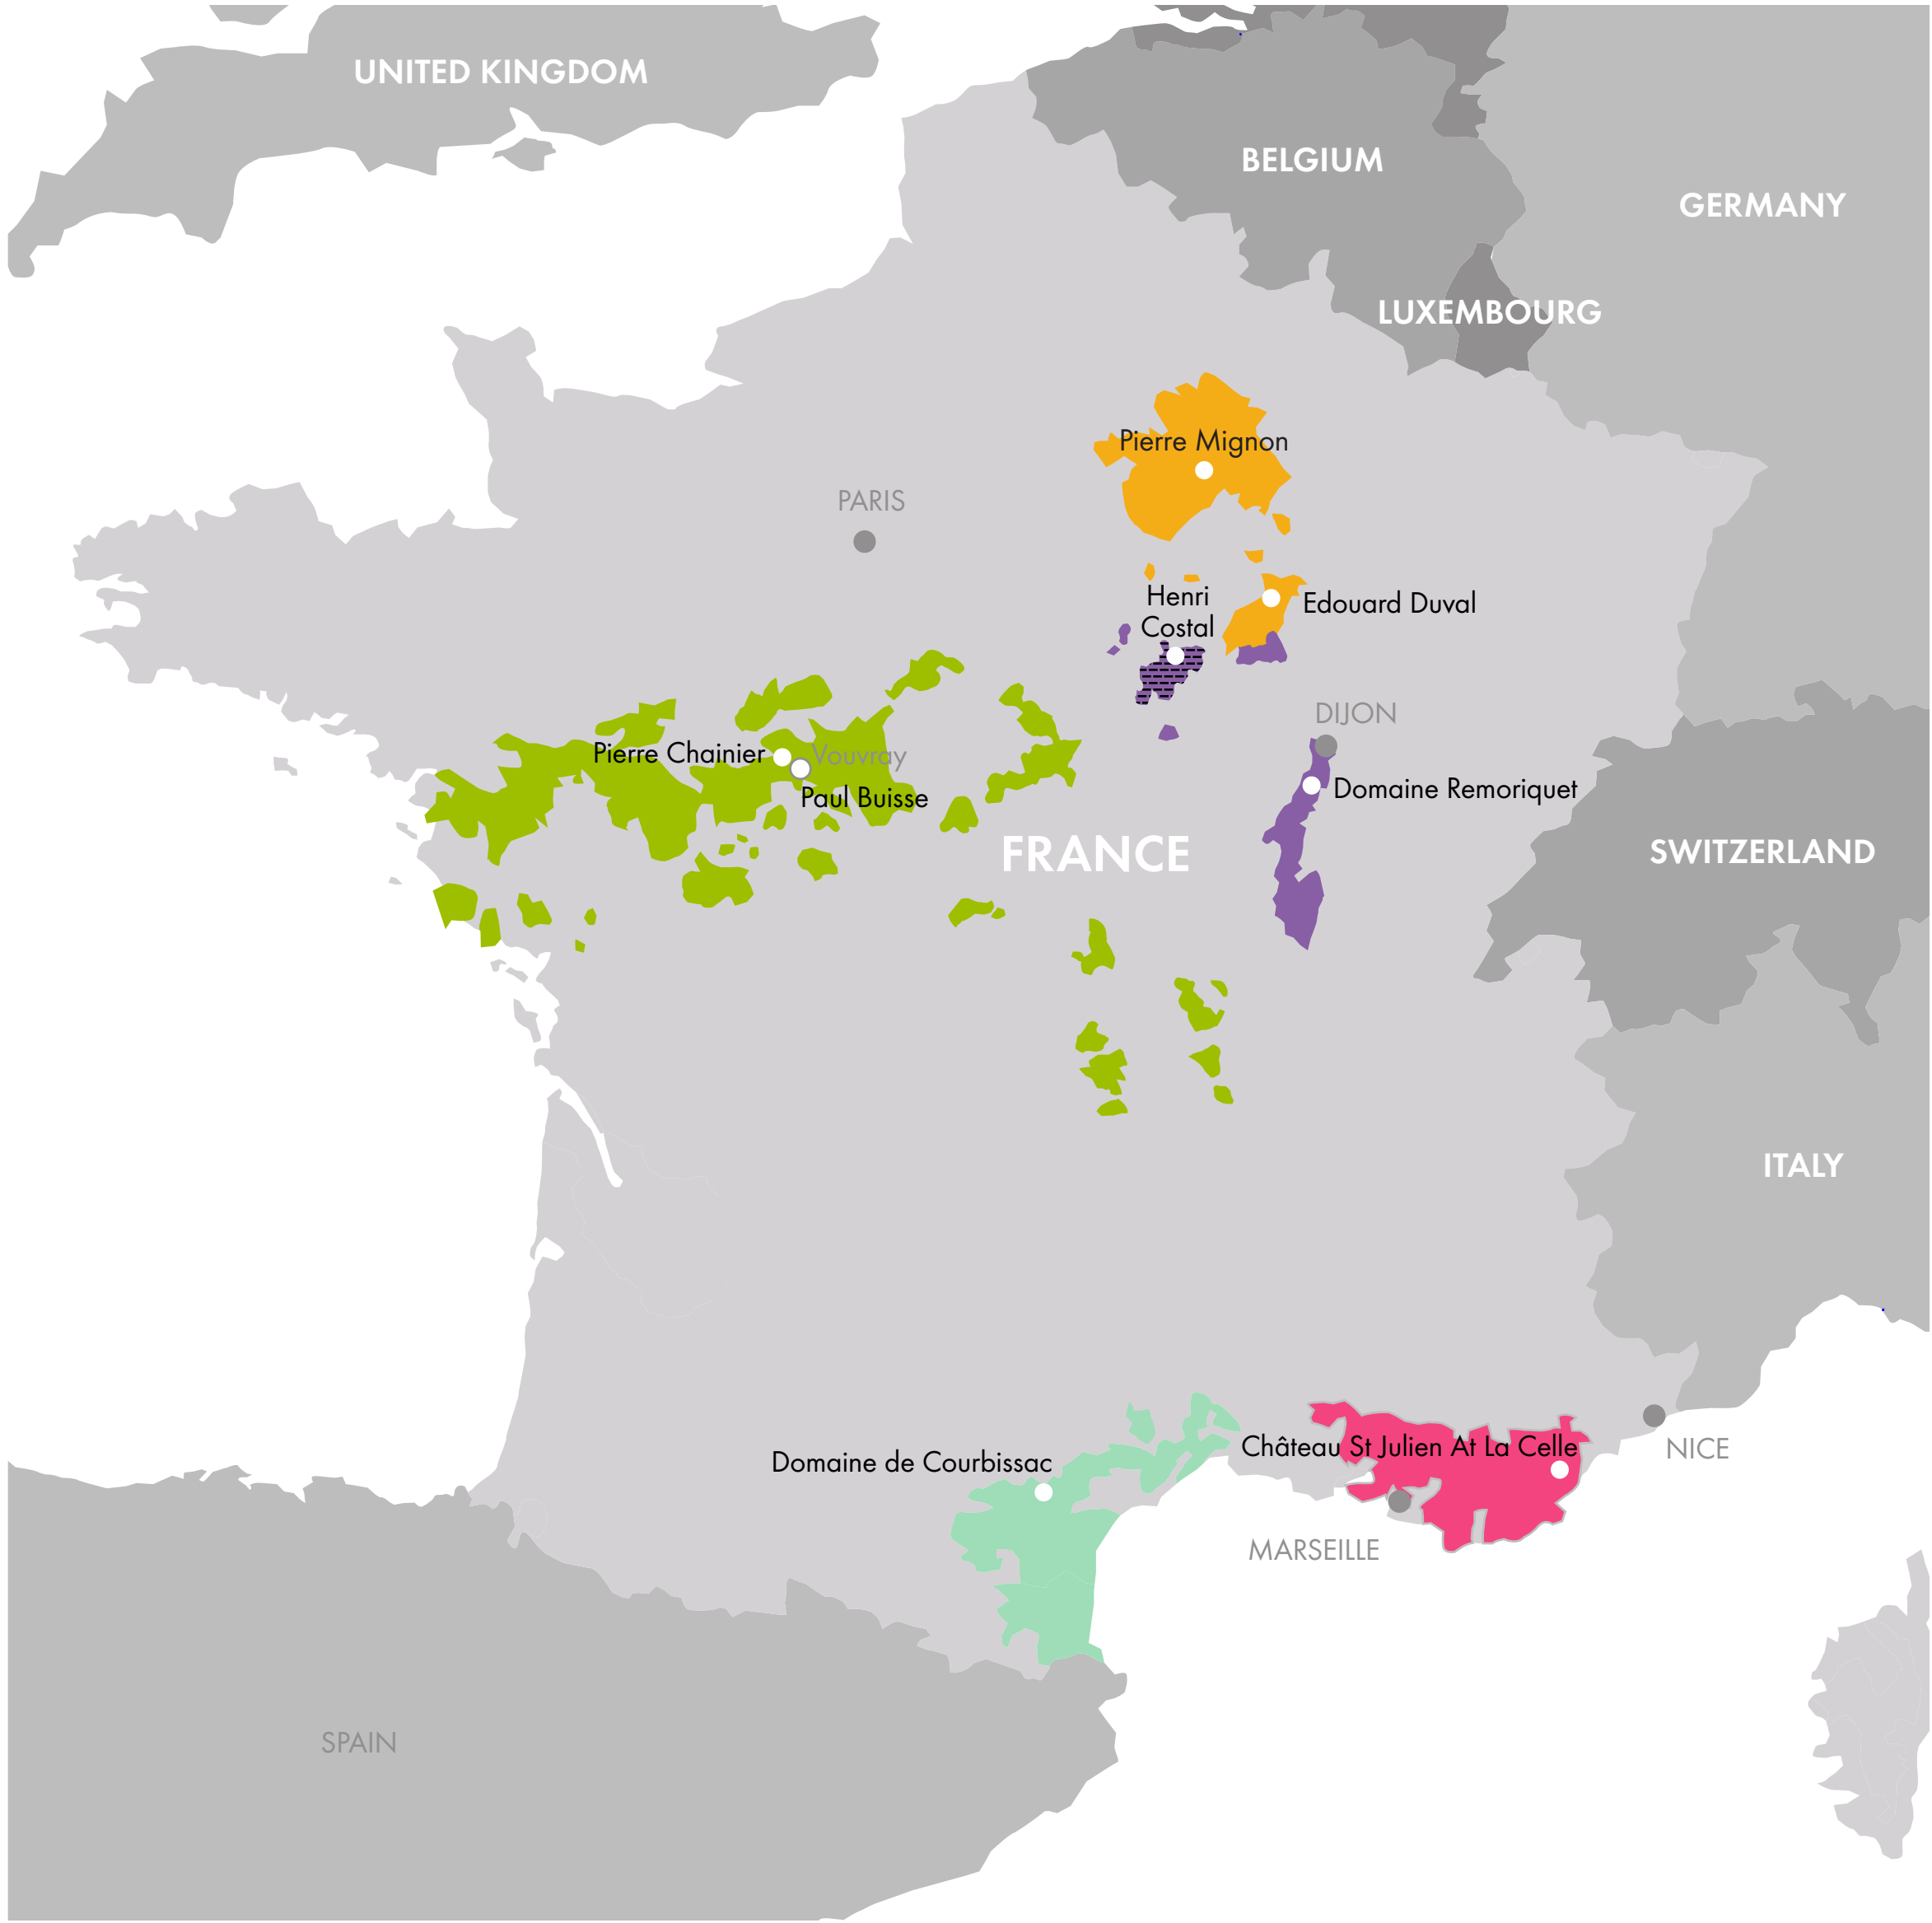 UNITED KINGDOM
BELGIUM
GERMANY
LUXEMBOURG
Pierre Mignon
PARIS
Henri
Costal
Edouard Duval
DIJON
Pierre Chainier
Vouvray
Domaine Remoriquet
Paul Buisse
FRANCE
SWITZERLAND
ITALY
Château St Julien At La Celle
NICE
Domaine de Courbissac
MARSEILLE
SPAIN